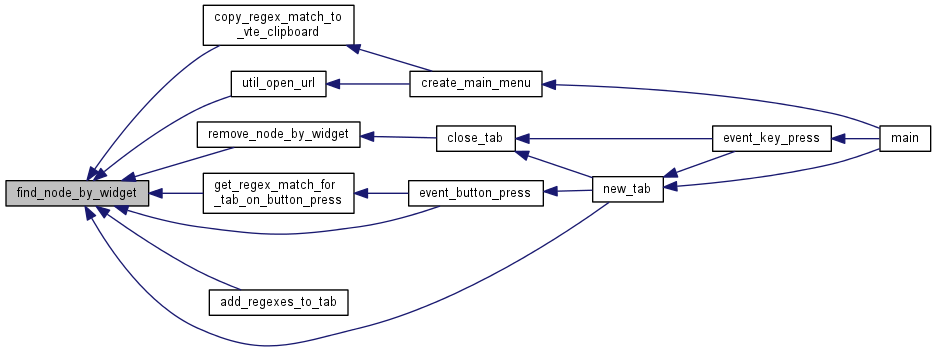 copy_regex_match_to
_vte_clipboard
util_open_url
create_main_menu
remove_node_by_widget
close_tab
event_key_press
main
find_node_by_widget
get_regex_match_for
_tab_on_button_press
event_button_press
new_tab
add_regexes_to_tab